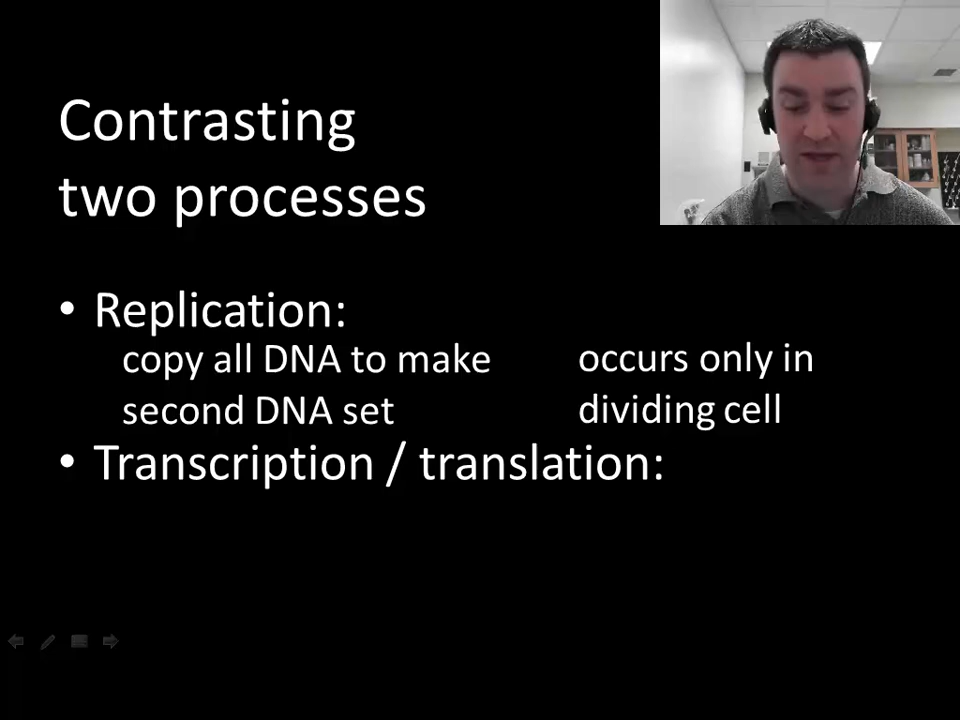 Contrasting
two processes
• Replication:
copy all DNA to make
second DNA set
occurs only in
dividing cell
• Transcription / translation: